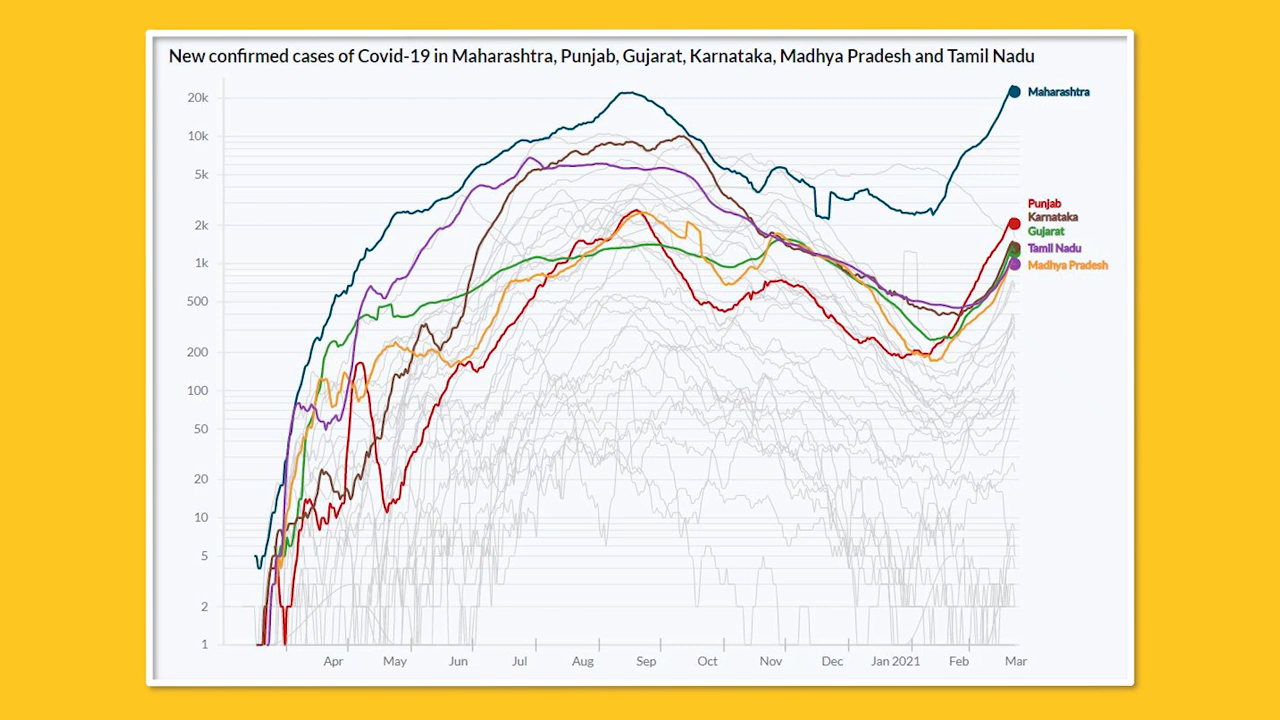 New confirmed cases of Covid-19 in Maharashtra, Punjab, Gujarat, Karnataka, Madhya Pradesh and Tamil Nadu
20k
10k
5k
2k
1k
500
200
100
50
20
10
5
2
1
Maharashtra
Punjab
Karnataka
Gujarat
Tamil Nadu
Madhya Pradesh
Apr May Jun Jul Aug Sep Oct Nov Dec Jan 2021 Feb Mar